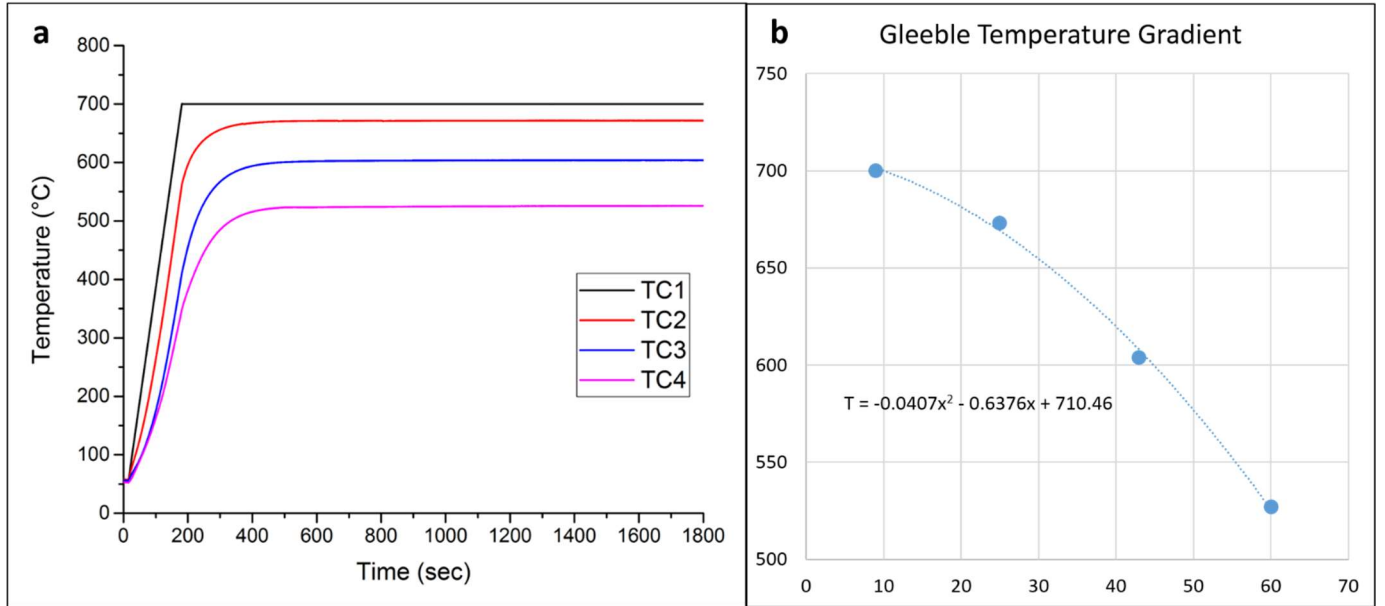 a
800
700
600
500
400
300
200
100
0
Temperature (°C)
0 200 400 600 800 1000 1200 1400 1600 1800
Time (sec)
TC1
TC2
TC3
TC4
b
Gleeble Temperature Gradient
750
700
650
600
550
500
T = -0.0407x² - 0.6376x + 710.46
0 10 20 30 40 50 60 70